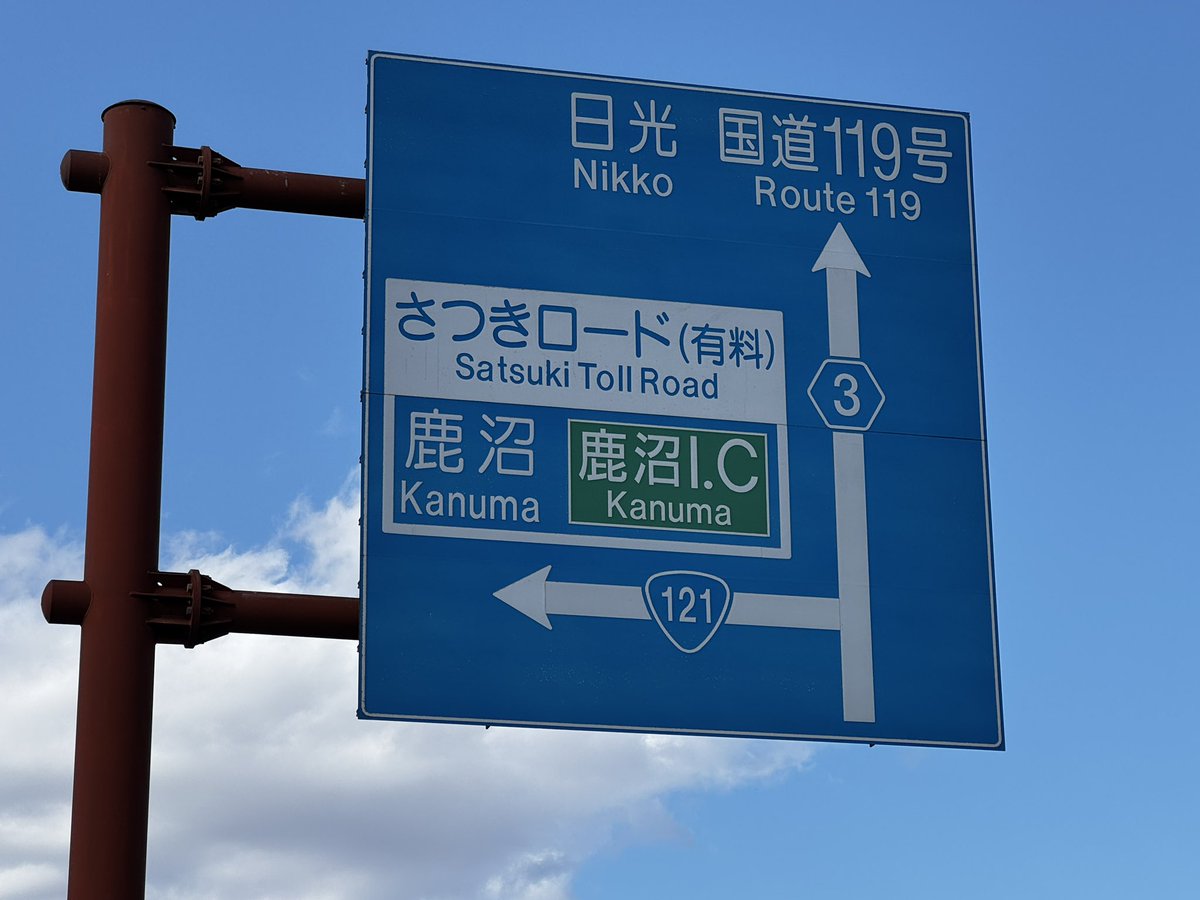 日光 国道119号
Nikko Route 119
さつきロード(有料)
Satsuki Toll Road
3
鹿沼 鹿沼I.C
Kanuma Kanuma
121